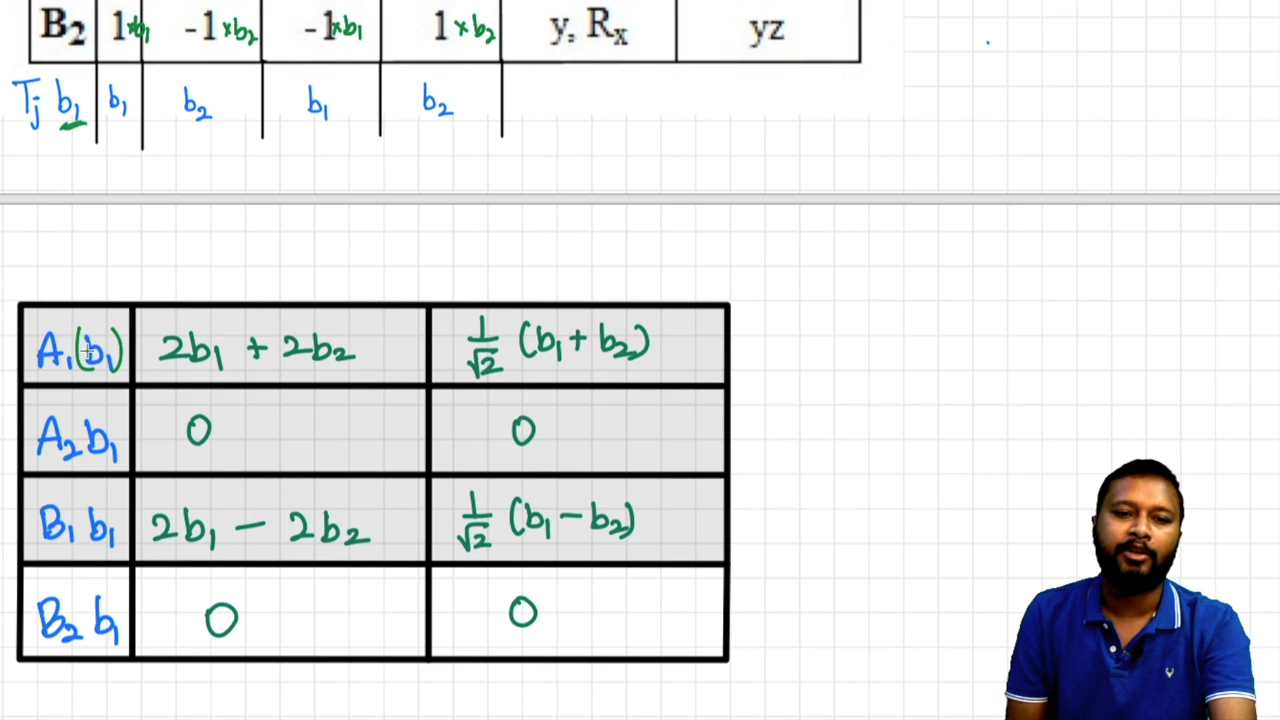 B₂ 1×b₁ -1×b₂ -1×b₁ 1×b₂ y, Rₓ yz
Tj b₁ b₁ b₂ b₁ b₂
A₁(b₁) 2b₁ + 2b₂ 1/√2 (b₁ + b₂)
A₂ b₁ 0 0
B₁ b₁ 2b₁ − 2b₂ 1/√2 (b₁ − b₂)
B₂ b₁ 0 0